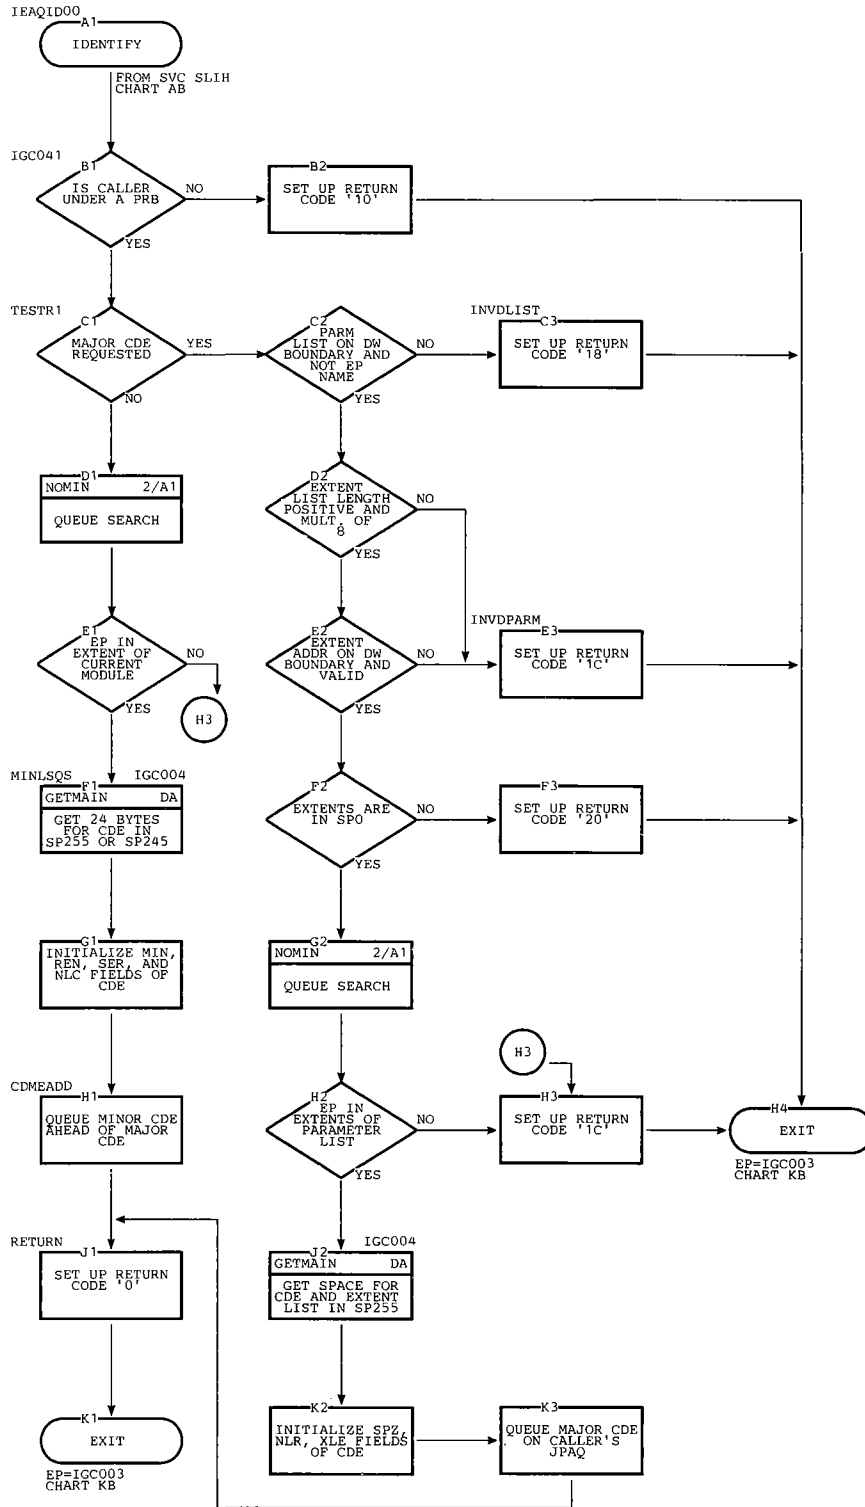 IEAQID00
A1
IDENTIFY
FROM SVC SLIH
CHART AB
IGC041
B1
IS CALLER
UNDER A PRB
NO
YES
B2
SET UP RETURN
CODE '10'
TESTR1
C1
MAJOR CDE
REQUESTED
YES
NO
C2
PARM
LIST ON DW
BOUNDARY AND
NOT EP
NAME
NO
YES
INVDLIST
C3
SET UP RETURN
CODE '18'
D1
NOMIN 2/A1
QUEUE SEARCH
D2
EXTENT
LIST LENGTH
POSITIVE AND
MULT. OF
8
NO
YES
E1
EP IN
EXTENT OF
CURRENT
MODULE
NO
YES
H3
E2
EXTENT
ADDR ON DW
BOUNDARY AND
VALID
NO
YES
INVDPARM
E3
SET UP RETURN
CODE '1C'
MINLSQS IGC004
F1
GETMAIN DA
GET 24 BYTES
FOR CDE IN
SP255 OR SP245
F2
EXTENTS ARE
IN SP0
NO
YES
F3
SET UP RETURN
CODE '20'
G1
INITIALIZE MIN,
REN, SER, AND
NLC FIELDS OF
CDE
G2
NOMIN 2/A1
QUEUE SEARCH
CDMEADD
H1
QUEUE MINOR CDE
AHEAD OF MAJOR
CDE
H2
EP IN
EXTENTS OF
PARAMETER
LIST
NO
YES
H3
H3
SET UP RETURN
CODE '1C'
H4
EXIT
EP=IGC003
CHART KB
RETURN
J1
SET UP RETURN
CODE '0'
IGC004
J2
GETMAIN DA
GET SPACE FOR
CDE AND EXTENT
LIST IN SP255
K1
EXIT
EP=IGC003
CHART KB
K2
INITIALIZE SPZ,
NLR, XLE FIELDS
OF CDE
K3
QUEUE MAJOR CDE
ON CALLER'S
JPAQ